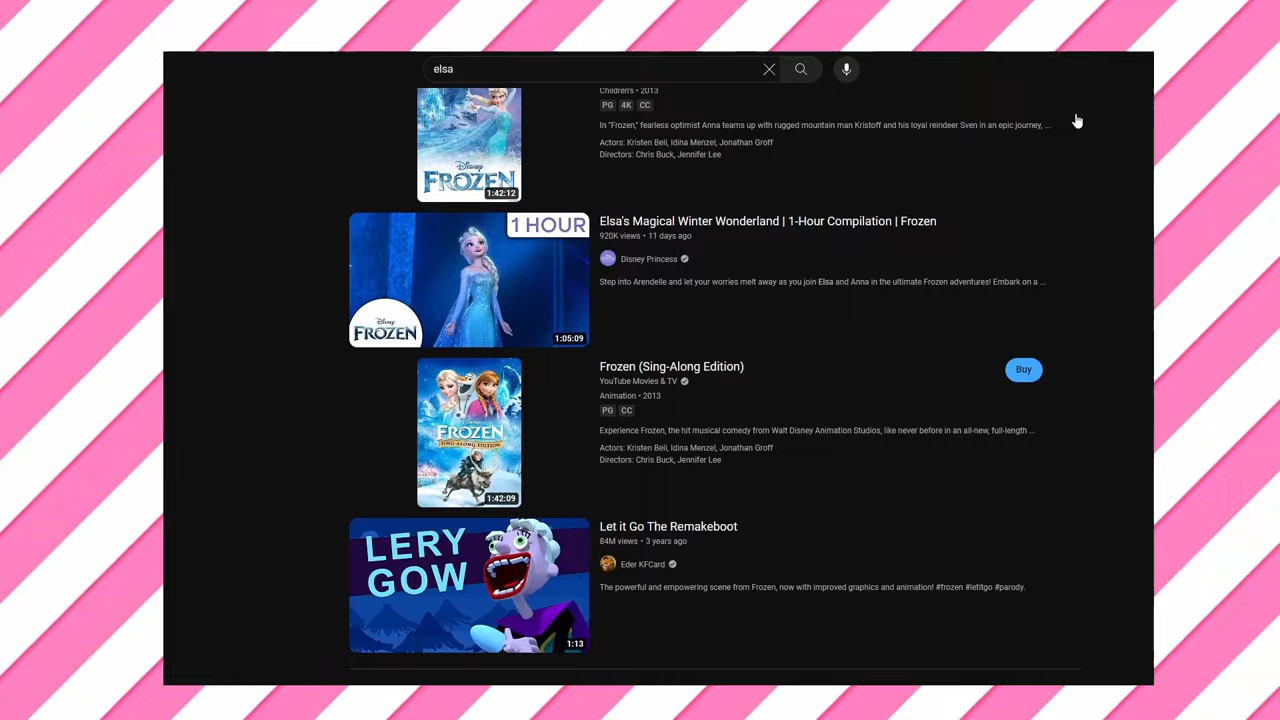 elsa
Children's • 2013
PG 4K CC
In "Frozen," fearless optimist Anna teams up with rugged mountain man Kristoff and his loyal reindeer Sven in an epic journey, ...
Actors: Kristen Bell, Idina Menzel, Jonathan Groff
Directors: Chris Buck, Jennifer Lee
Disney
FROZEN
1:42:12
1 HOUR
Disney
FROZEN
1:05:09
Elsa's Magical Winter Wonderland | 1-Hour Compilation | Frozen
920K views • 11 days ago
Disney Princess
Step into Arendelle and let your worries melt away as you join Elsa and Anna in the ultimate Frozen adventures! Embark on a ...
Disney
FROZEN
SING-ALONG EDITION
1:42:09
Frozen (Sing-Along Edition)
Buy
YouTube Movies & TV
Animation • 2013
PG CC
Experience Frozen, the hit musical comedy from Walt Disney Animation Studios, like never before in an all-new, full-length ...
Actors: Kristen Bell, Idina Menzel, Jonathan Groff
Directors: Chris Buck, Jennifer Lee
LERY
GOW
1:13
Let it Go The Remakeboot
84M views • 3 years ago
Eder KFCard
The powerful and empowering scene from Frozen, now with improved graphics and animation! #frozen #letitgo #parody.